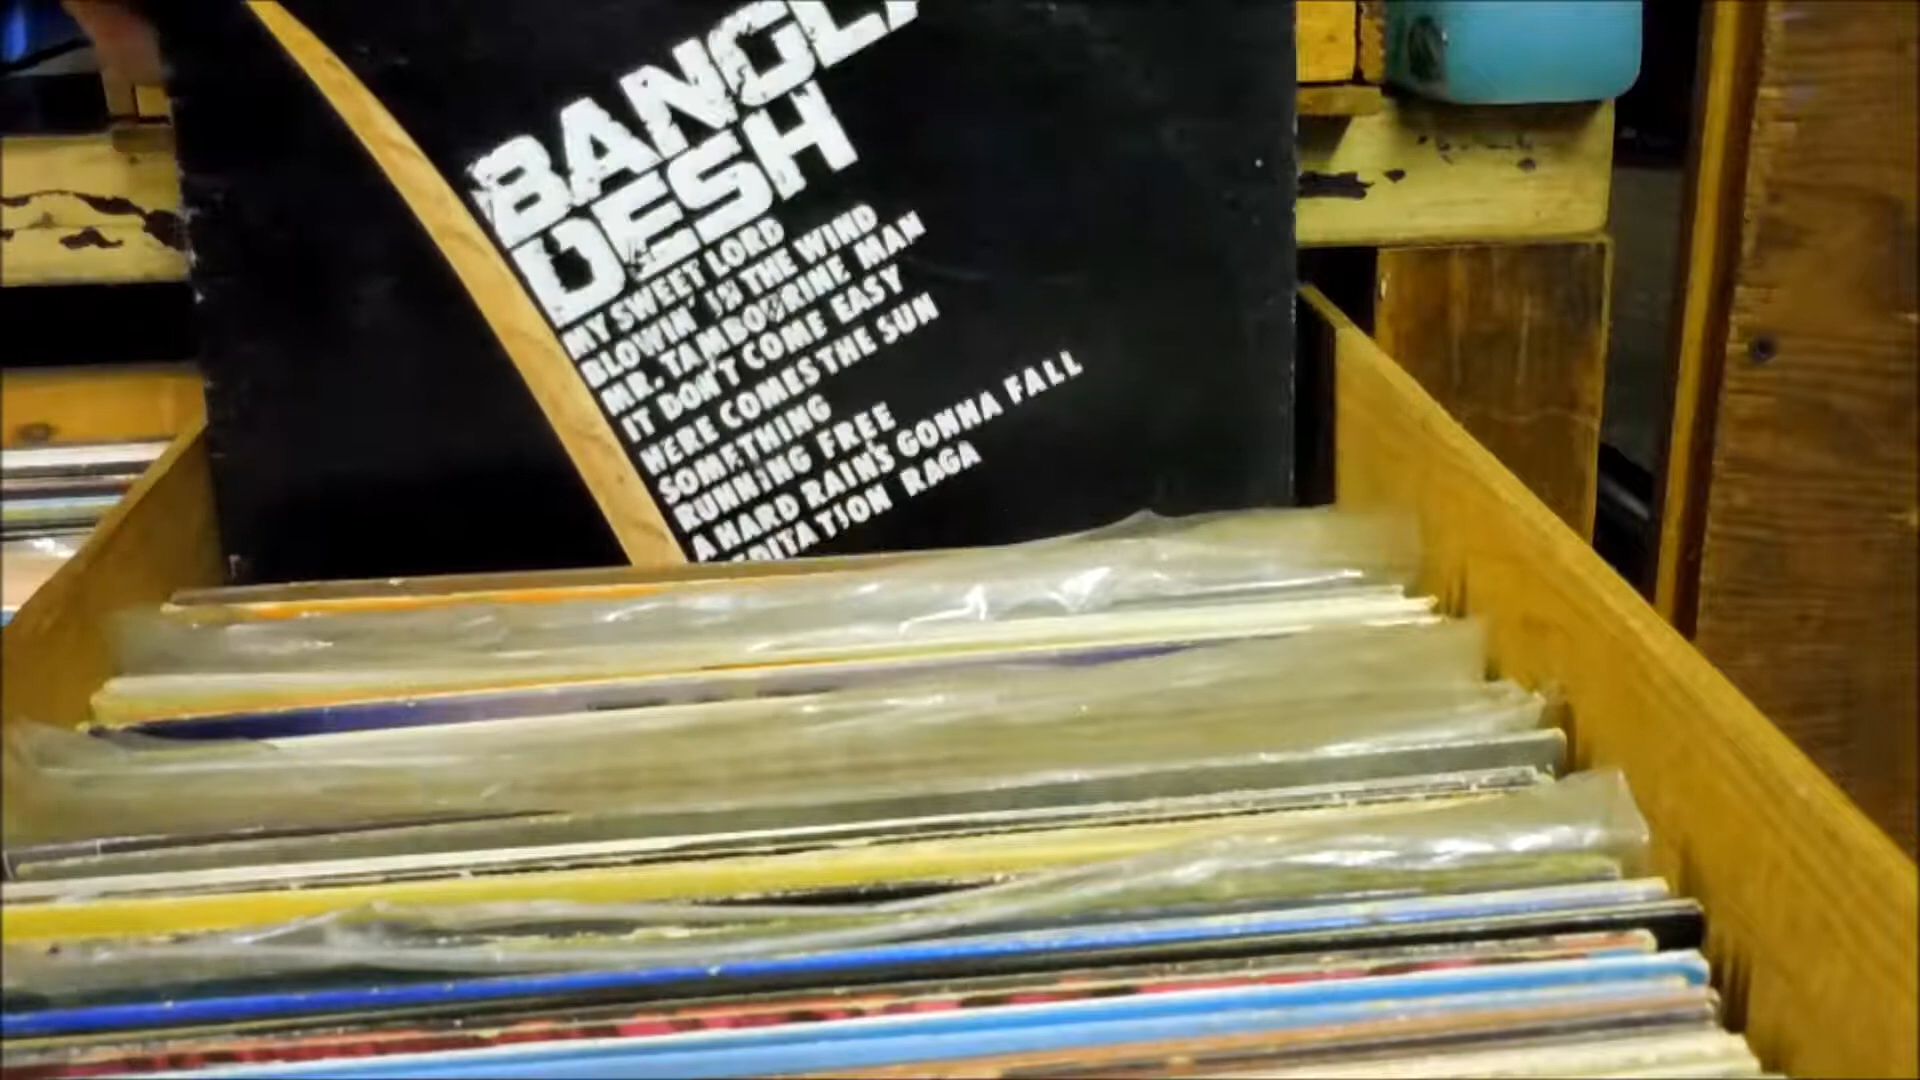 BANGLA
DESH
MY SWEET LORD
BLOWIN' IN THE WIND
MR. TAMBOURINE MAN
IT DON'T COME EASY
HERE COMES THE SUN
SOMETHING
RUNNING FREE
A HARD RAIN'S GONNA FALL
RAGA